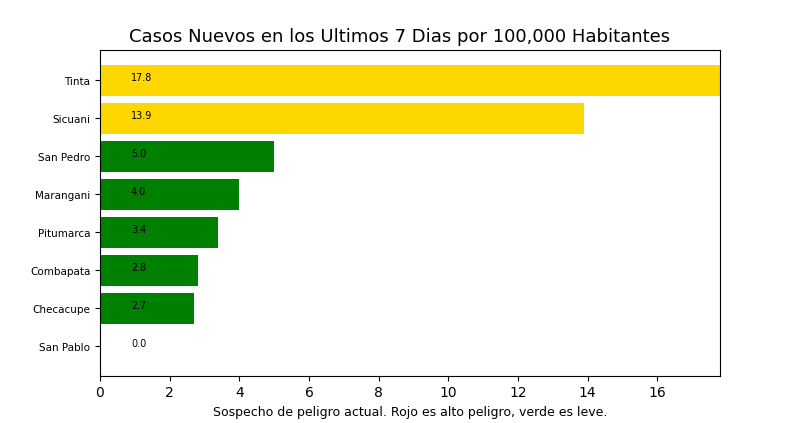 Casos Nuevos en los Ultimos 7 Dias por 100,000 Habitantes
Tinta 17.8
Sicuani 13.9
San Pedro 5.0
Marangani 4.0
Pitumarca 3.4
Combapata 2.8
Checacupe 2.7
San Pablo 0.0
0 2 4 6 8 10 12 14 16
Sospecho de peligro actual. Rojo es alto peligro, verde es leve.